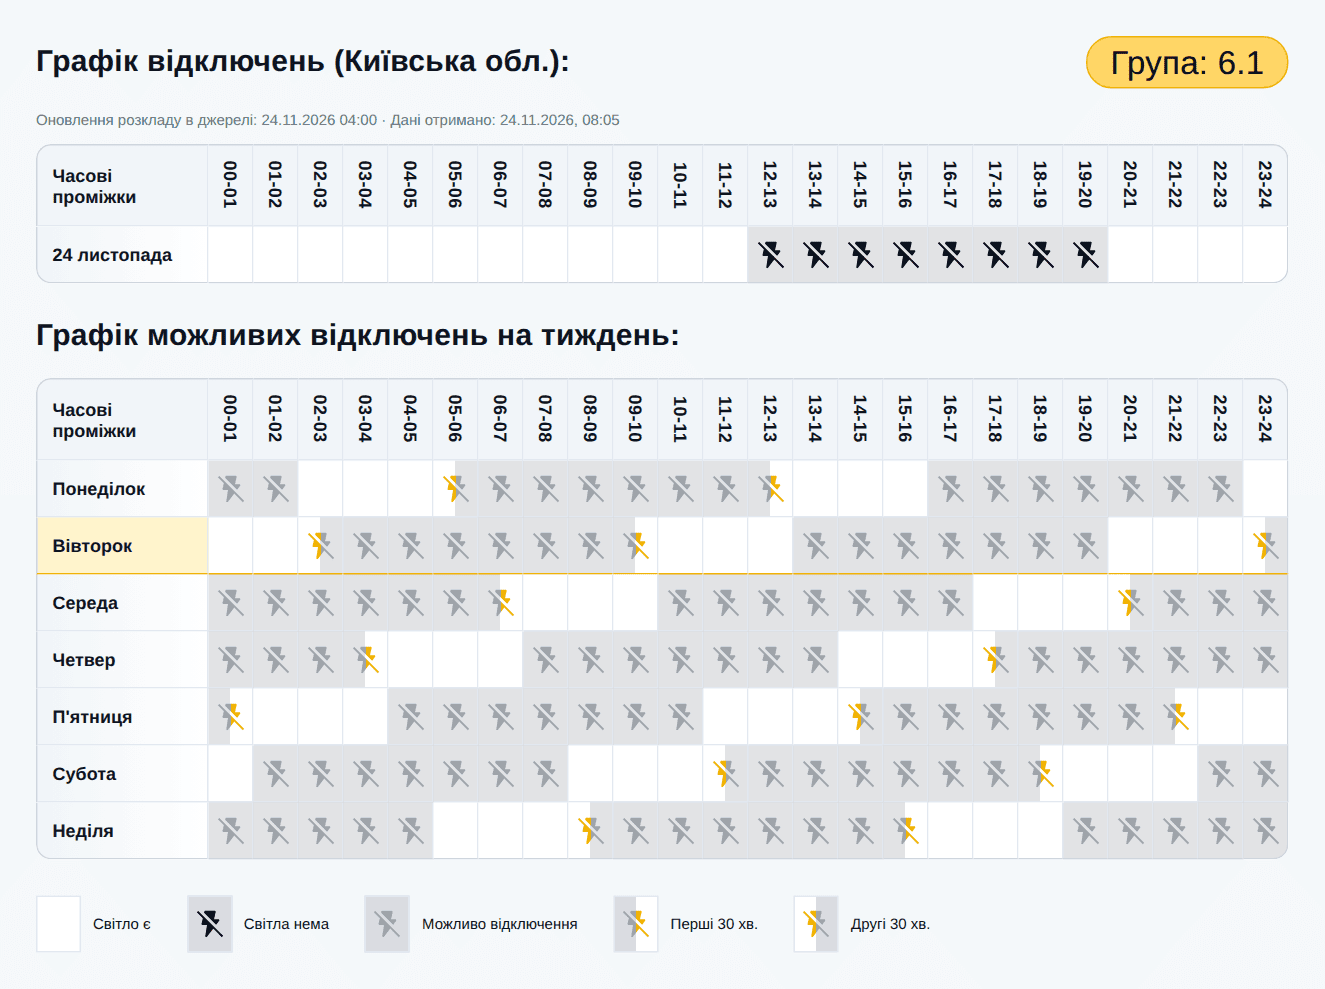 Графік відключень (Київська обл.):
Група: 6.1
Оновлення розкладу в джерелі: 24.11.2026 04:00 · Дані отримано: 24.11.2026, 08:05
Часові проміжки 00-01 01-02 02-03 03-04 04-05 05-06 06-07 07-08 08-09 09-10 10-11 11-12 12-13 13-14 14-15 15-16 16-17 17-18 18-19 19-20 20-21 21-22 22-23 23-24
24 листопада
Графік можливих відключень на тиждень:
Часові проміжки 00-01 01-02 02-03 03-04 04-05 05-06 06-07 07-08 08-09 09-10 10-11 11-12 12-13 13-14 14-15 15-16 16-17 17-18 18-19 19-20 20-21 21-22 22-23 23-24
Понеділок
Вівторок
Середа
Четвер
П'ятниця
Субота
Неділя
Світло є Світла нема Можливо відключення Перші 30 хв. Другі 30 хв.